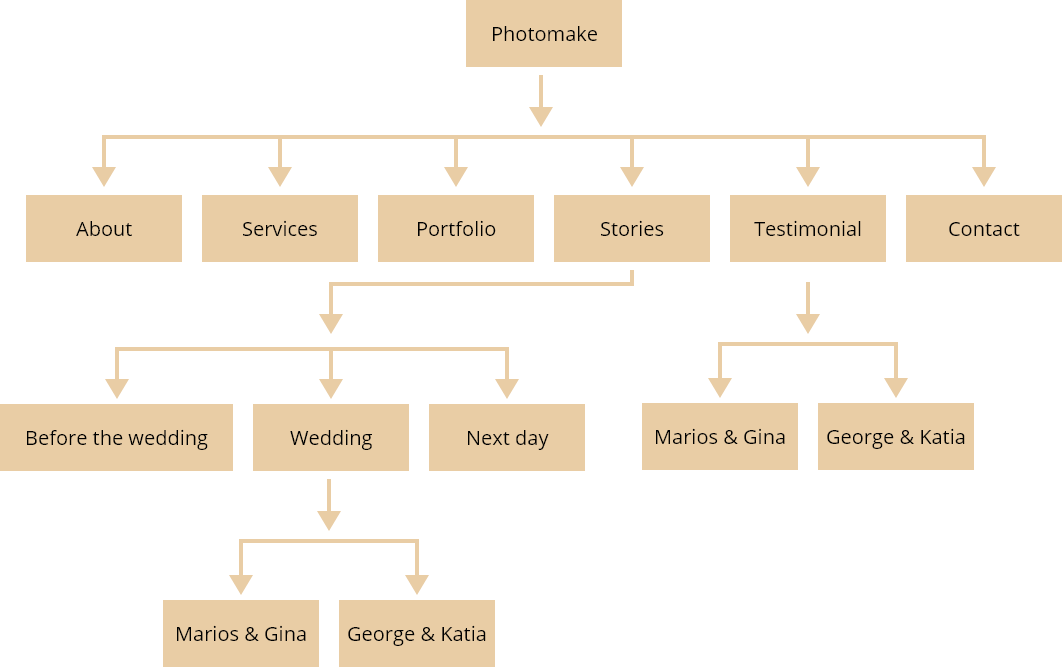 Photomake
About
Services
Portfolio
Stories
Testimonial
Contact
Before the wedding
Wedding
Next day
Marios & Gina
George & Katia
Marios & Gina
George & Katia